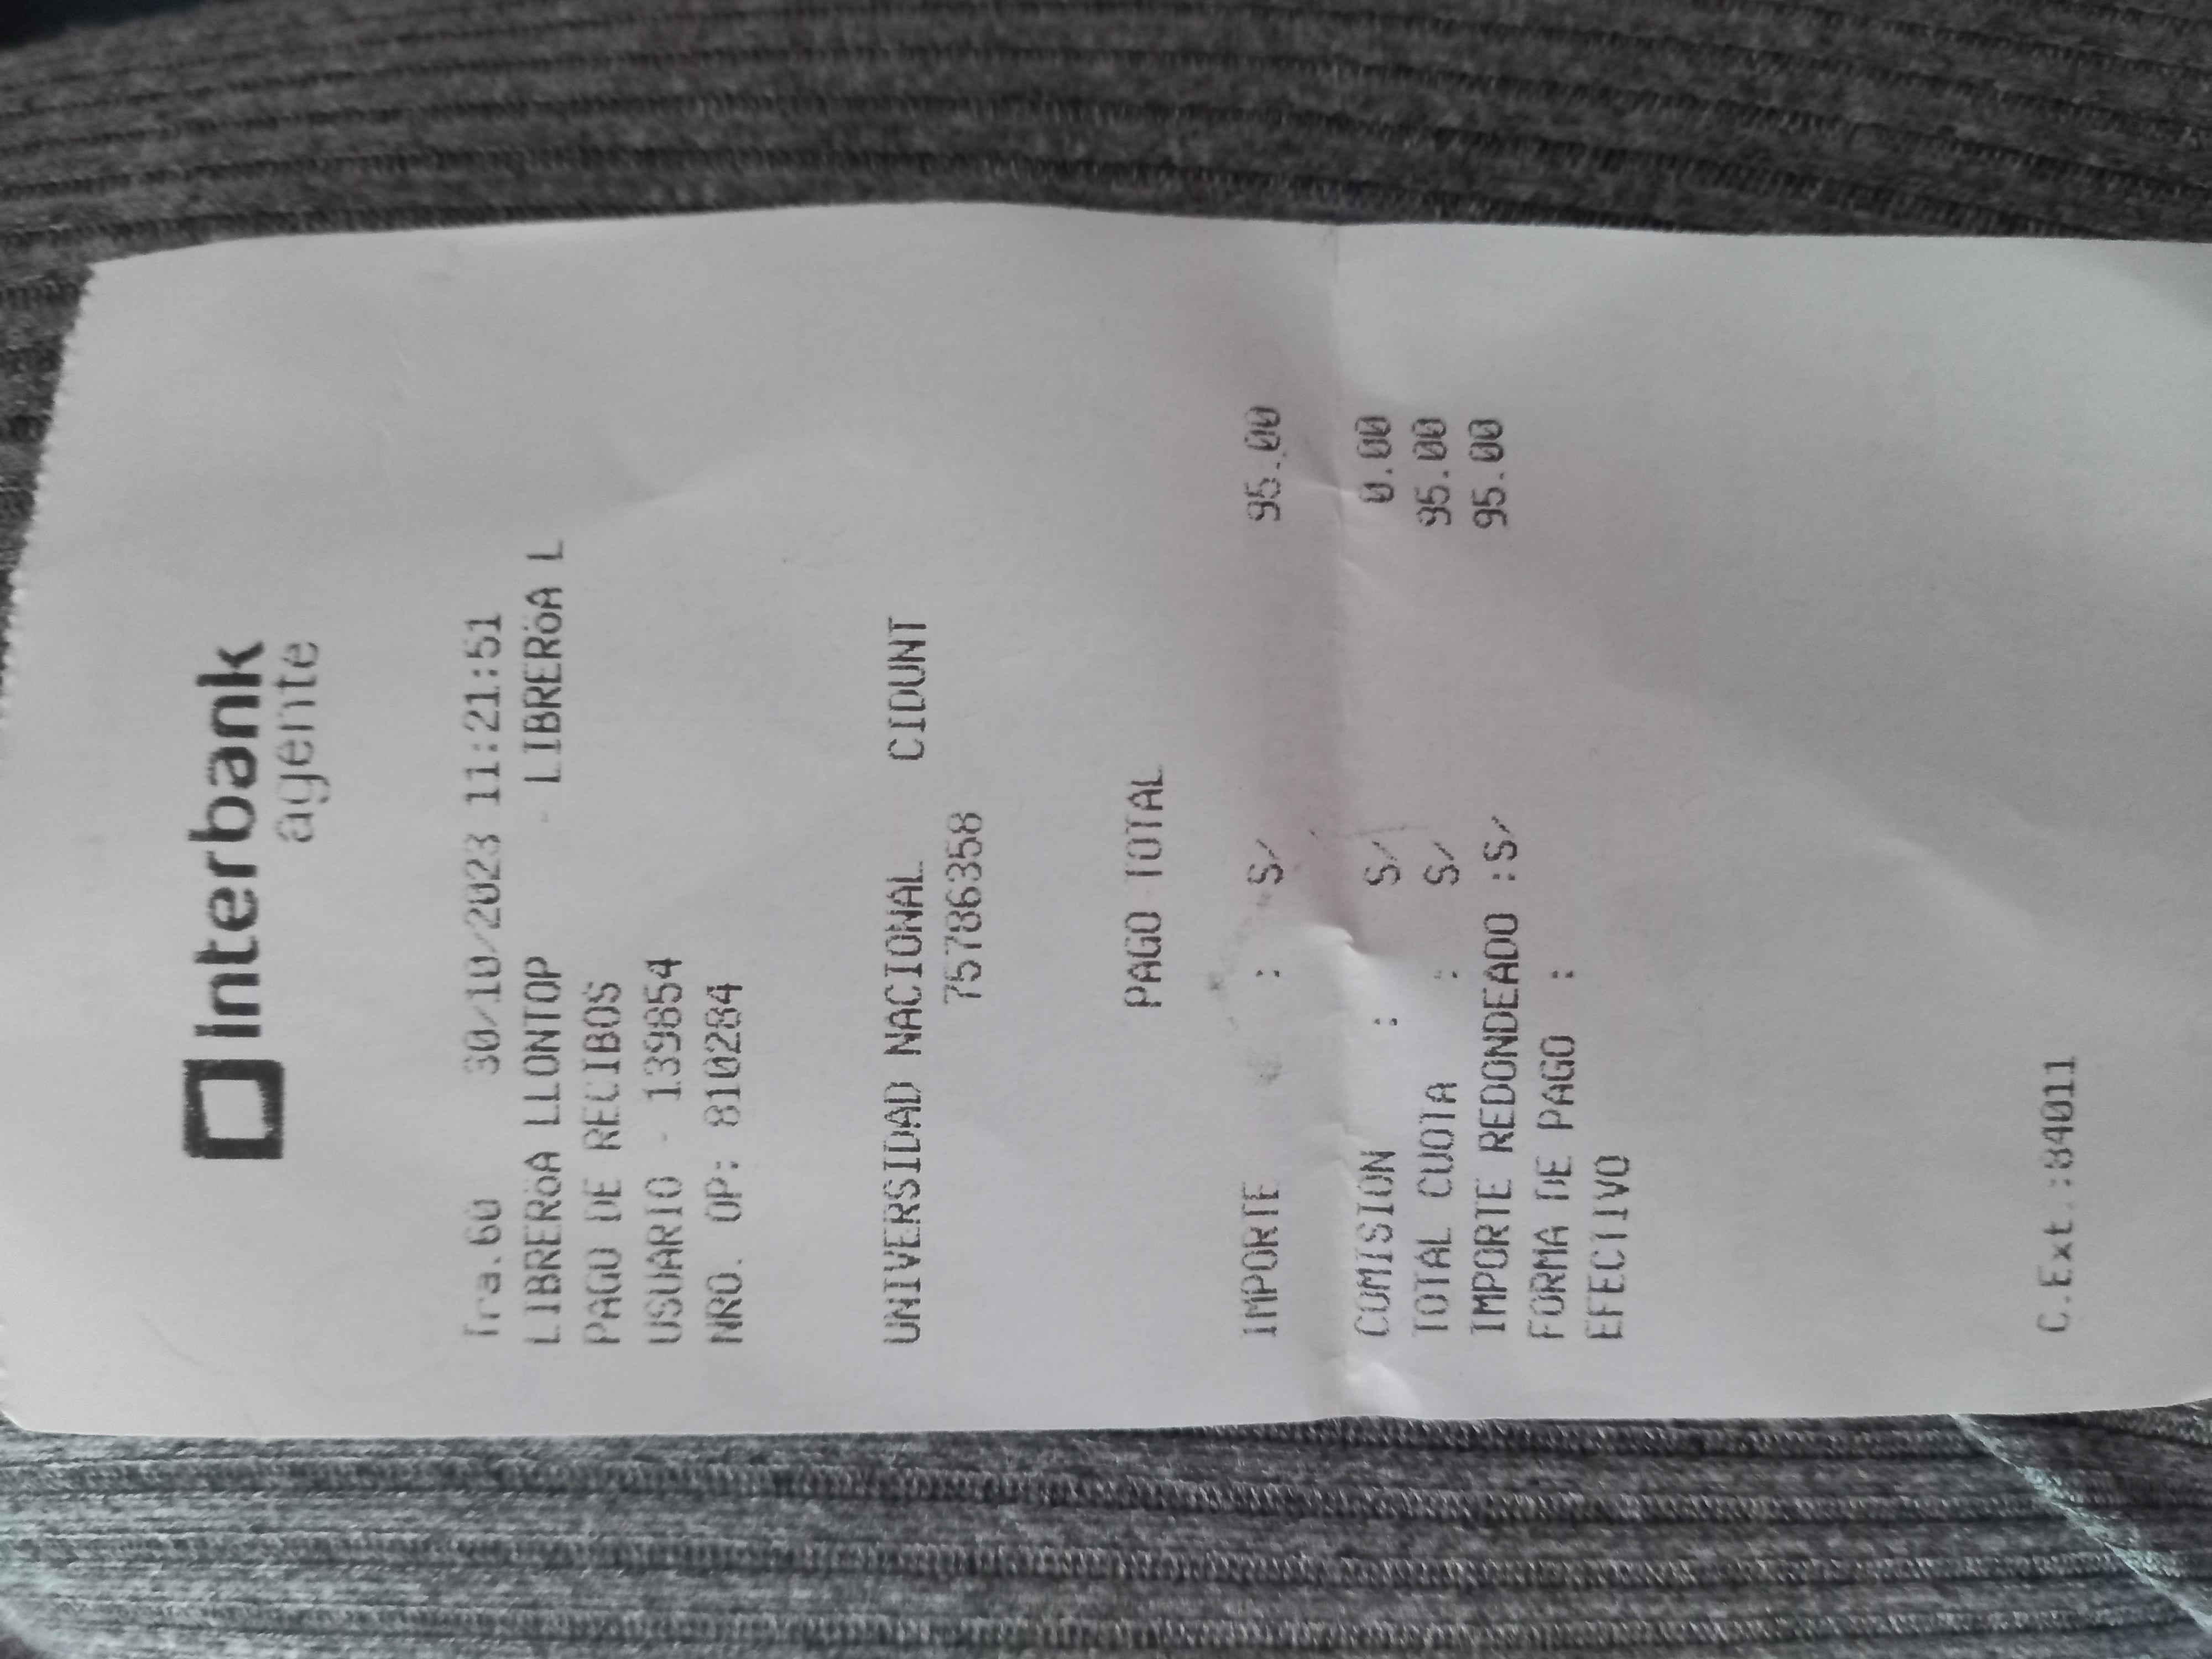 Interbank
agente
Tra.60 30/10/2023 11:21:51
LIBRERöA LLONTOP - LIBRERöA L
PAGO DE RECIBOS
USUARIO - 139854
NRO. OP: 810284
UNIVERSIDAD NACIONAL CIDUNT
75786358
PAGO TOTAL
IMPORTE : S/ 95.00
COMISION : S/ 0.00
TOTAL CUOTA : S/ 95.00
IMPORTE REDONDEADO :S/ 95.00
FORMA DE PAGO :
EFECTIVO
C.Ext.:84011